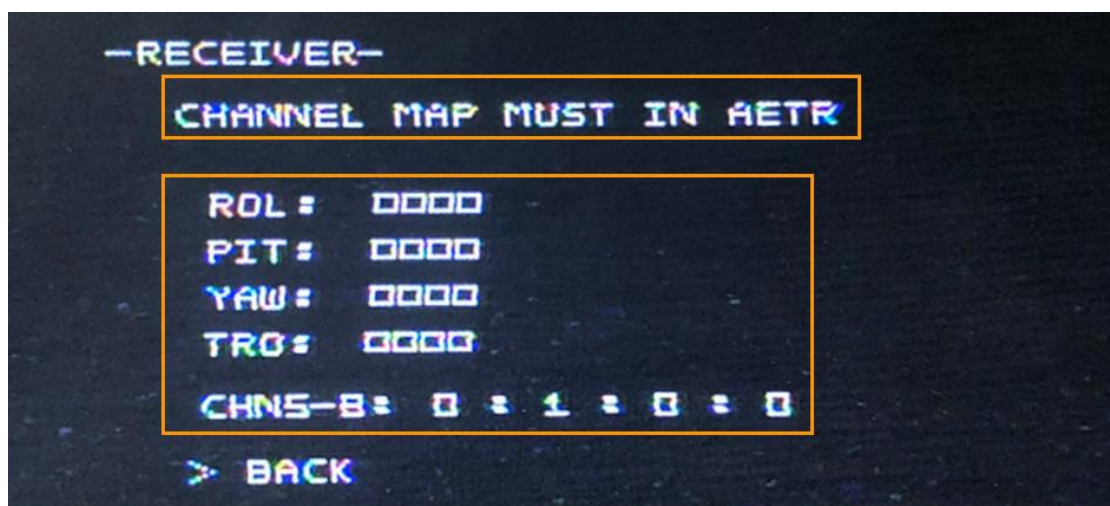 -RECEIVER-
CHANNEL MAP MUST IN AETR
ROL: 0000
PIT: 0000
YAW: 0000
TRO: 0000
CHN5-8: 0 : 1 : 0 : 0
> BACK